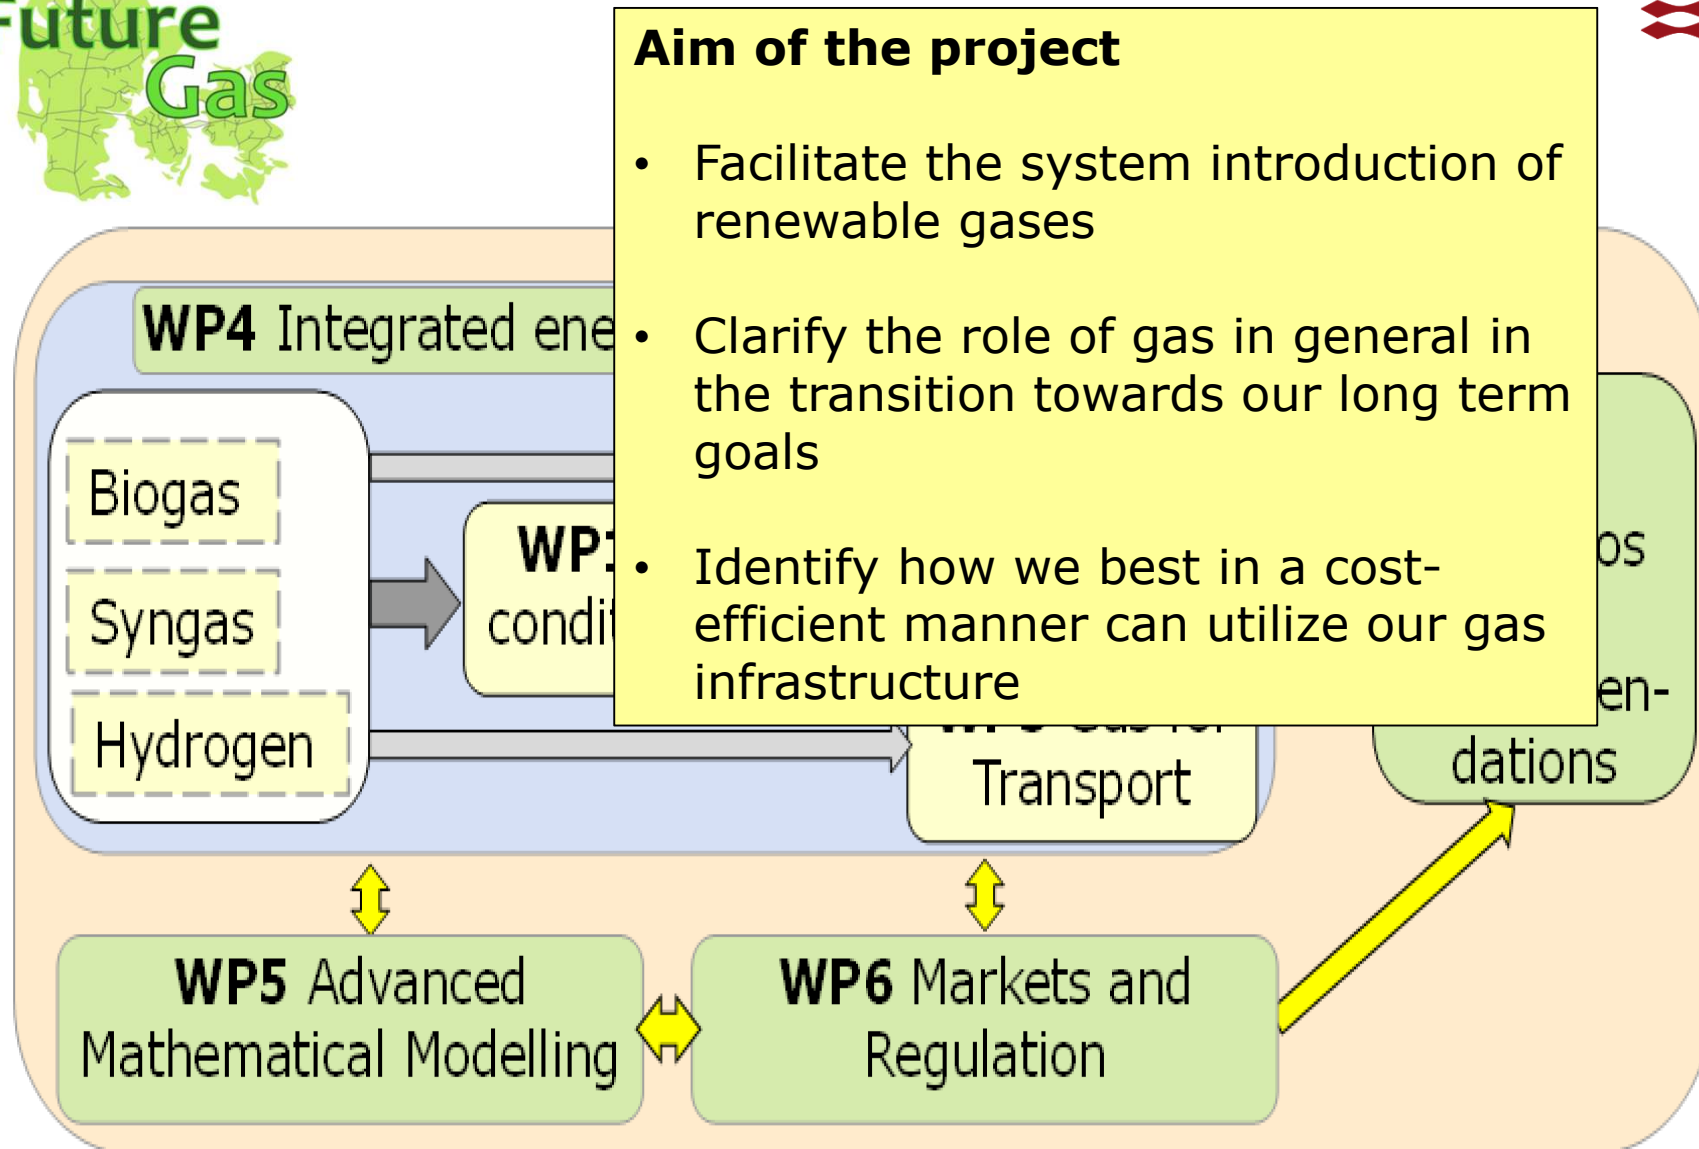 Future
Gas
Aim of the project
• Facilitate the system introduction of
renewable gases
• Clarify the role of gas in general in
the transition towards our long term
goals
• Identify how we best in a cost-
efficient manner can utilize our gas
infrastructure
WP4 Integrated ene
Biogas
Syngas
Hydrogen
WP1
condit
Transport
os
en-
dations
WP5 Advanced
Mathematical Modelling
WP6 Markets and
Regulation